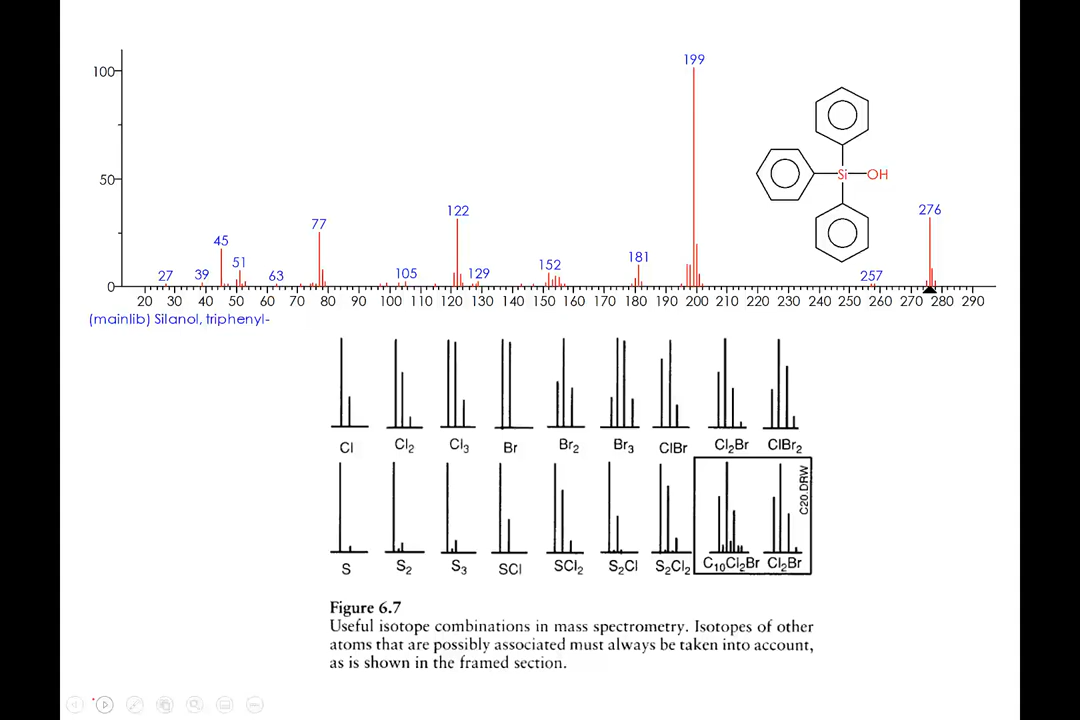 199
100
Si
OH
50
276
122
77
45
181
152
51
105
129
27
39
63
257
0
20 30 40 50 60 70 80 90 100 110 120 130 140 150 160 170 180 190 200 210 220 230 240 250 260 270 280 290
(mainlib) Silanol, triphenyl-
Cl Cl2 Cl3 Br Br2 Br3 ClBr Cl2Br ClBr2
C20.DRW
S S2 S3 SCl SCl2 S2Cl S2Cl2 C10Cl2Br Cl2Br
Figure 6.7
Useful isotope combinations in mass spectrometry. Isotopes of other
atoms that are possibly associated must always be taken into account,
as is shown in the framed section.